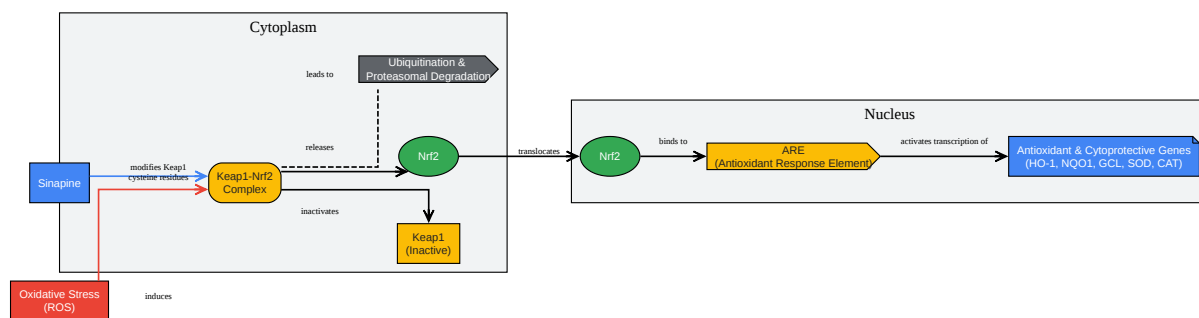 Cytoplasm
Ubiquitination &
Proteasomal Degradation
leads to
releases
Nrf2
translocates
modifies Keap1
cysteine residues
Sinapine
Keap1-Nrf2
Complex
inactivates
Keap1
(Inactive)
Oxidative Stress
(ROS)
induces
Nucleus
Nrf2
binds to
ARE
(Antioxidant Response Element)
activates transcription of
Antioxidant & Cytoprotective Genes
(HO-1, NQO1, GCL, SOD, CAT)